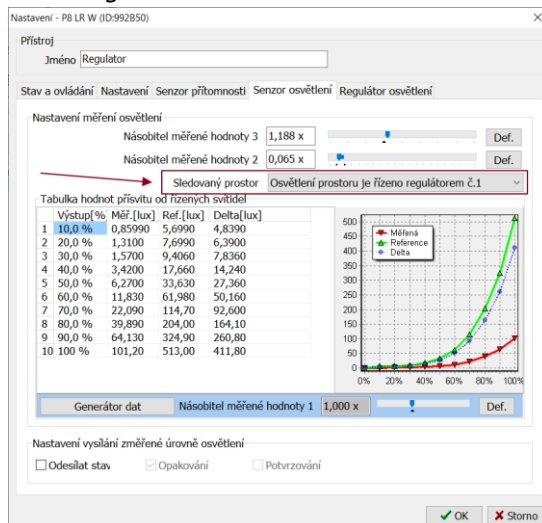 Nastavení - P8 LR W (ID:992B50)
Přístroj
Jméno Regulator
Stav a ovládání Nastavení Senzor přítomnosti Senzor osvětlení Regulátor osvětlení
Nastavení měření osvětlení
Násobitel měřené hodnoty 3 1,188 x Def.
Násobitel měřené hodnoty 2 0,065 x Def.
Sledovaný prostor Osvětlení prostoru je řízeno regulátorem č.1
Tabulka hodnot přísvitu od řízených svítidel
Výstup[% Měř.[lux] Ref.[lux] Delta[lux]
1 10,0 % 0,85990 5,6990 4,8390
2 20,0 % 1,3100 7,6990 6,3900
3 30,0 % 1,5700 9,4060 7,8360
4 40,0 % 3,4200 17,660 14,240
5 50,0 % 6,2700 33,630 27,360
6 60,0 % 11,830 61,980 50,160
7 70,0 % 22,090 114,70 92,600
8 80,0 % 39,890 204,00 164,10
9 90,0 % 64,130 324,90 260,80
10 100 % 101,20 513,00 411,80
500
450
400
350
300
250
200
150
100
50
0
Měřená
Reference
Delta
0% 20% 40% 60% 80% 100%
Generátor dat Násobitel měřené hodnoty 1 1,000 x Def.
Nastavení vysílání změřené úrovně osvětlení
Odesílat stav Opakování Potvrzování
OK Storno